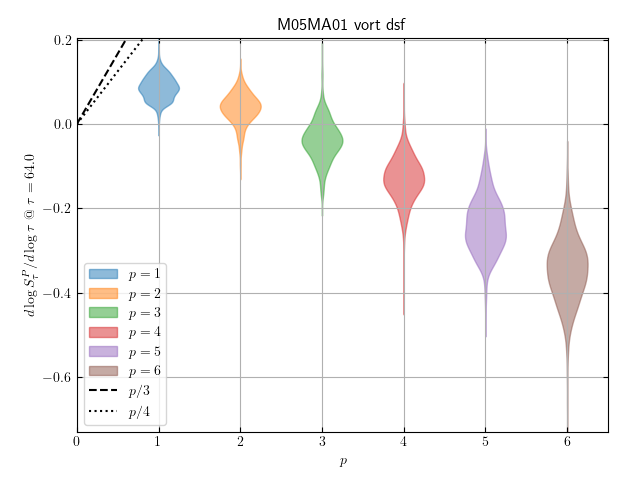 M05MA01 vort dsf
0.2
0.0
−0.2
−0.4
−0.6
d log S_τ^P / d log τ @ τ = 64.0
p = 1
p = 2
p = 3
p = 4
p = 5
p = 6
p/3
p/4
0 1 2 3 4 5 6
p